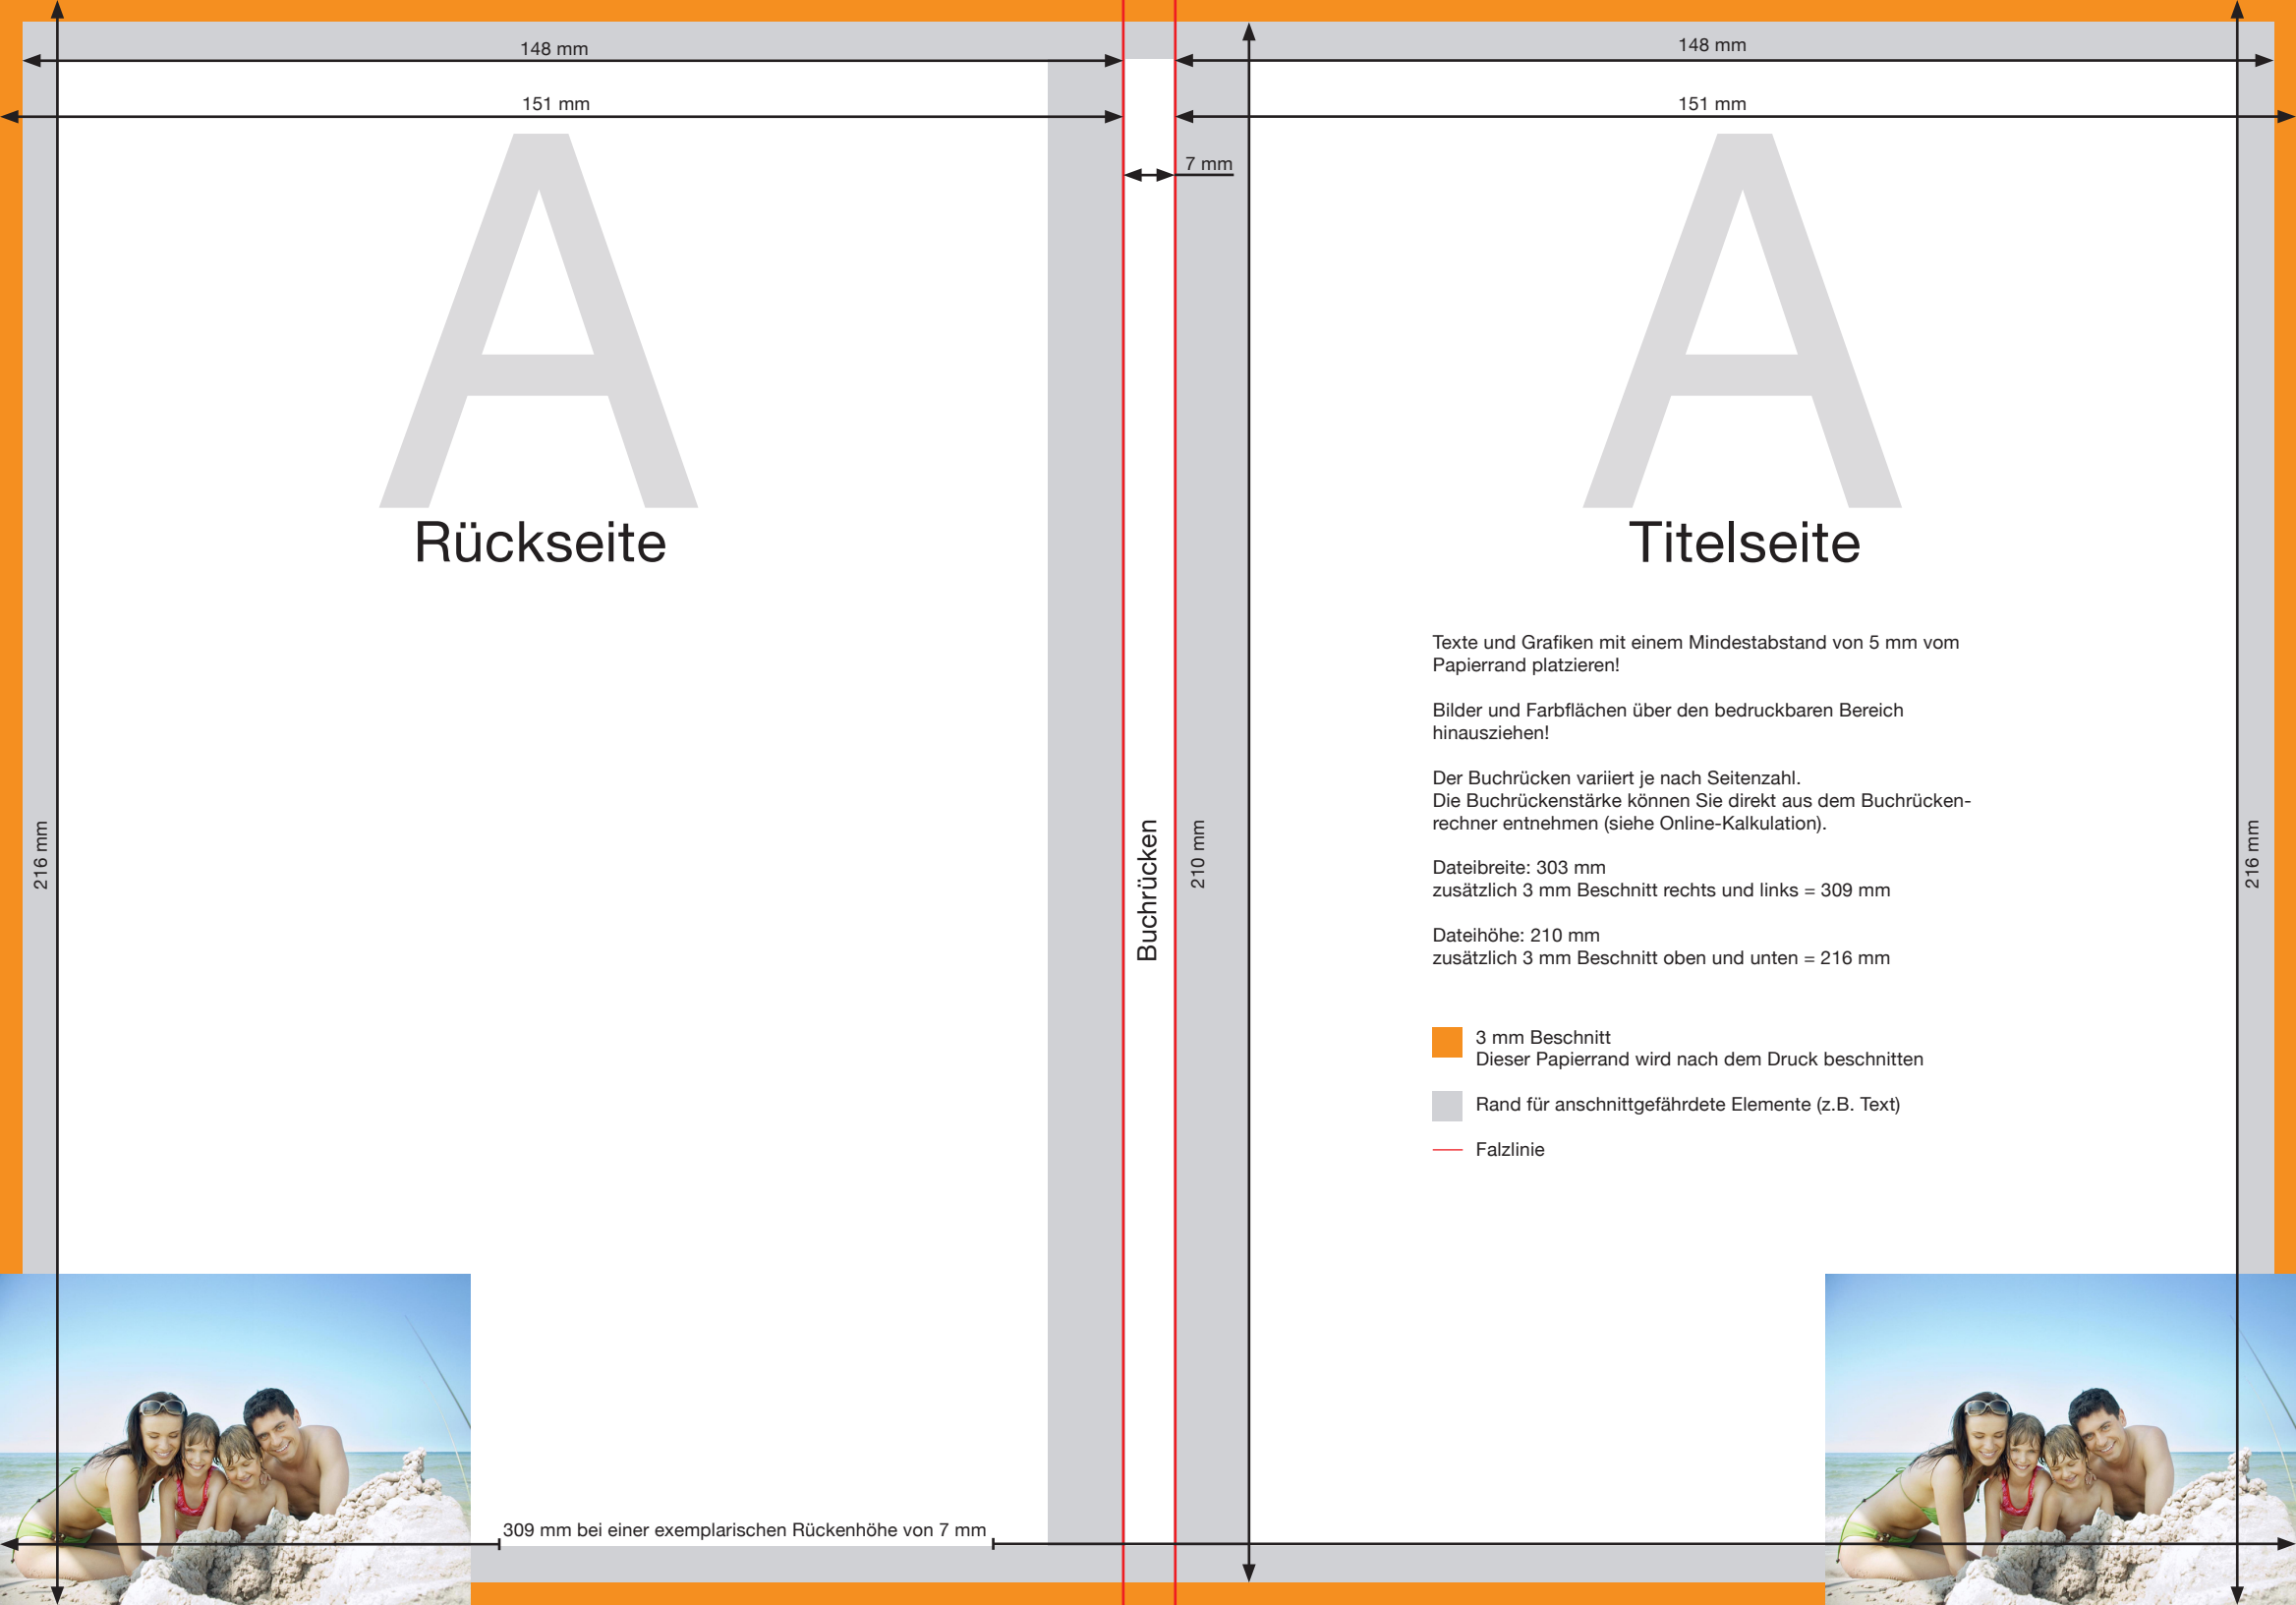 148 mm
148 mm
151 mm
151 mm
7 mm
A
Rückseite
A
Titelseite
Texte und Grafiken mit einem Mindestabstand von 5 mm vom
Papierrand platzieren!
Bilder und Farbflächen über den bedruckbaren Bereich
hinausziehen!
Der Buchrücken variiert je nach Seitenzahl.
Die Buchrückenstärke können Sie direkt aus dem Buchrücken-
rechner entnehmen (siehe Online-Kalkulation).
Dateibreite: 303 mm
zusätzlich 3 mm Beschnitt rechts und links = 309 mm
Dateihöhe: 210 mm
zusätzlich 3 mm Beschnitt oben und unten = 216 mm
216 mm
Buchrücken
210 mm
216 mm
3 mm Beschnitt
Dieser Papierrand wird nach dem Druck beschnitten
Rand für anschnittgefährdete Elemente (z.B. Text)
Falzlinie
309 mm bei einer exemplarischen Rückenhöhe von 7 mm